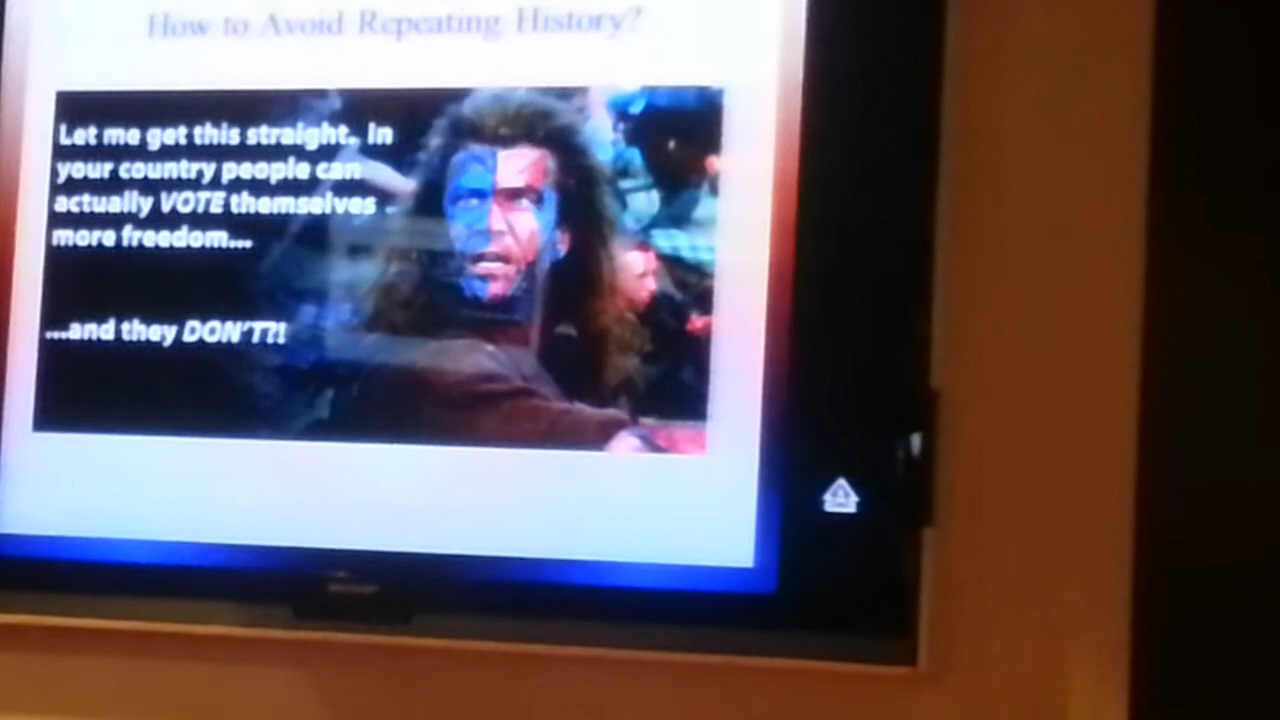 How to Avoid Repeating History?
Let me get this straight. In
your country people can
actually VOTE themselves
more freedom...
...and they DON'T?!